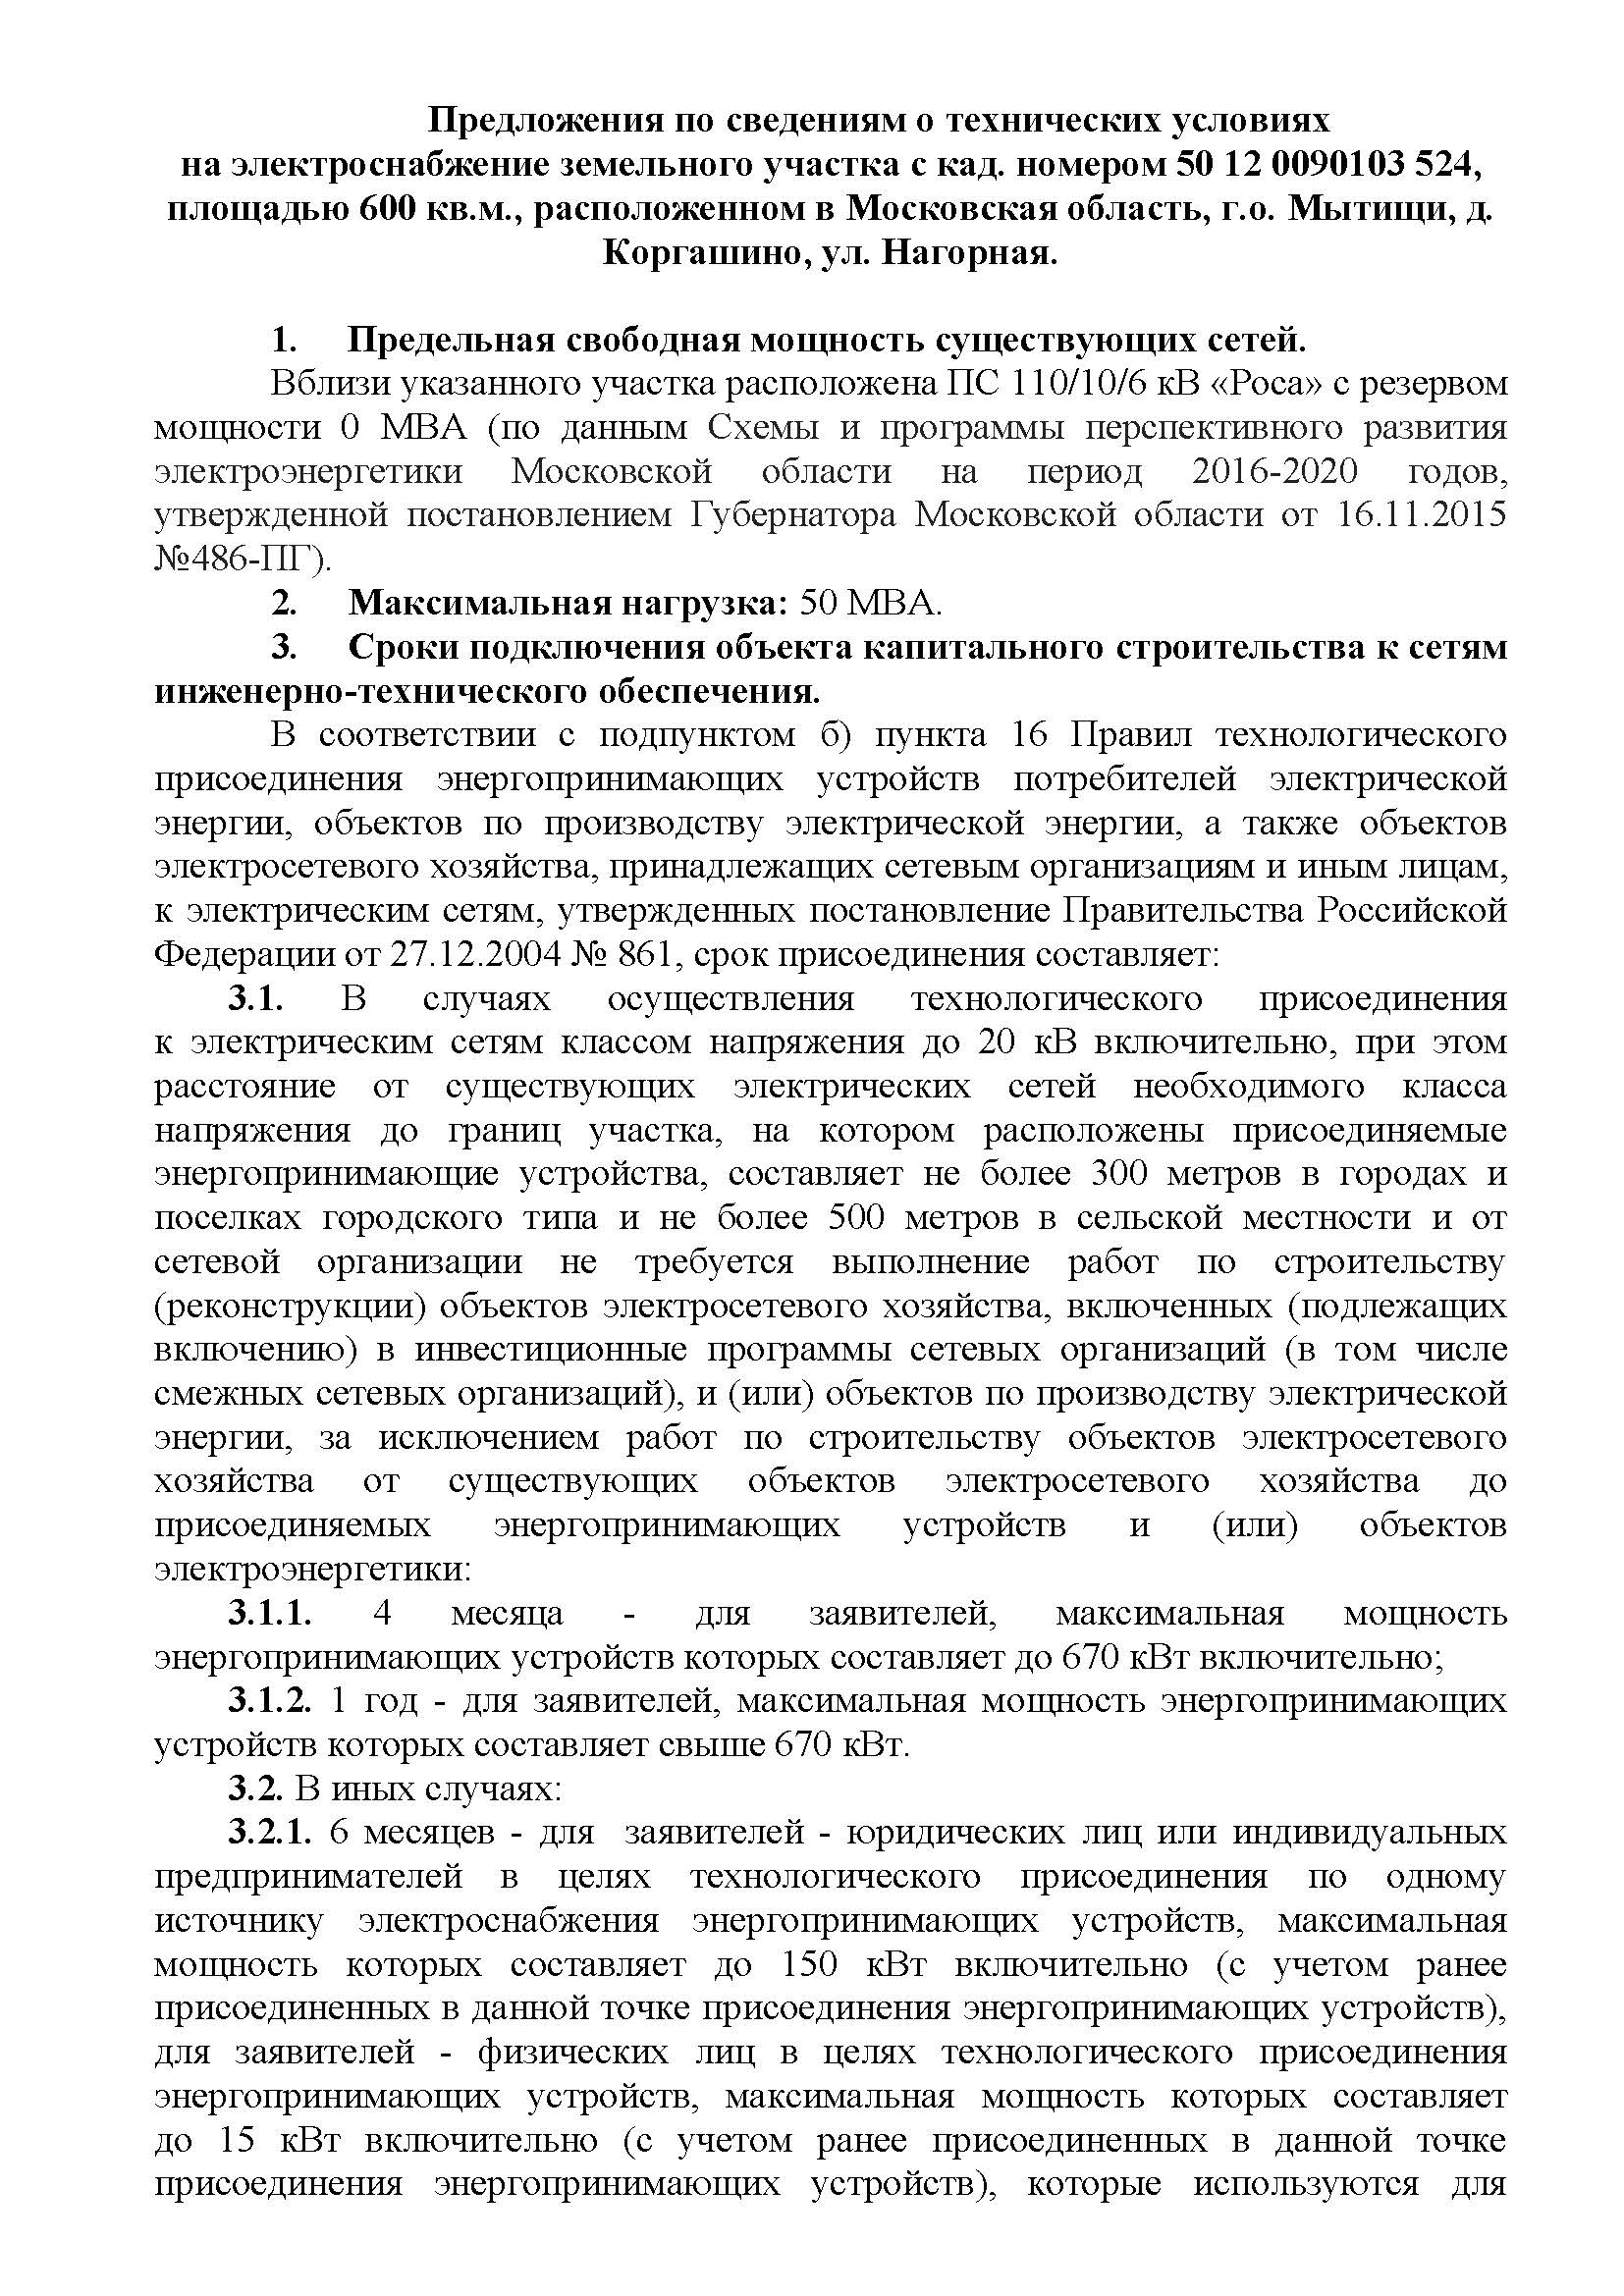 Предложения по сведениям о технических условиях
на электроснабжение земельного участка с кад. номером 50 12 0090103 524,
площадью 600 кв.м., расположенном в Московская область, г.о. Мытищи, д.
Коргашино, ул. Нагорная.
1. Предельная свободная мощность существующих сетей.
Вблизи указанного участка расположена ПС 110/10/6 кВ «Роса» с резервом
мощности 0 МВА (по данным Схемы и программы перспективного развития
электроэнергетики Московской области на период 2016-2020 годов,
утвержденной постановлением Губернатора Московской области от 16.11.2015
№486-ПГ).
2. Максимальная нагрузка: 50 МВА.
3. Сроки подключения объекта капитального строительства к сетям
инженерно-технического обеспечения.
В соответствии с подпунктом б) пункта 16 Правил технологического
присоединения энергопринимающих устройств потребителей электрической
энергии, объектов по производству электрической энергии, а также объектов
электросетевого хозяйства, принадлежащих сетевым организациям и иным лицам,
к электрическим сетям, утвержденных постановление Правительства Российской
Федерации от 27.12.2004 № 861, срок присоединения составляет:
3.1. В случаях осуществления технологического присоединения
к электрическим сетям классом напряжения до 20 кВ включительно, при этом
расстояние от существующих электрических сетей необходимого класса
напряжения до границ участка, на котором расположены присоединяемые
энергопринимающие устройства, составляет не более 300 метров в городах и
поселках городского типа и не более 500 метров в сельской местности и от
сетевой организации не требуется выполнение работ по строительству
(реконструкции) объектов электросетевого хозяйства, включенных (подлежащих
включению) в инвестиционные программы сетевых организаций (в том числе
смежных сетевых организаций), и (или) объектов по производству электрической
энергии, за исключением работ по строительству объектов электросетевого
хозяйства от существующих объектов электросетевого хозяйства до
присоединяемых энергопринимающих устройств и (или) объектов
электроэнергетики:
3.1.1. 4 месяца - для заявителей, максимальная мощность
энергопринимающих устройств которых составляет до 670 кВт включительно;
3.1.2. 1 год - для заявителей, максимальная мощность энергопринимающих
устройств которых составляет свыше 670 кВт.
3.2. В иных случаях:
3.2.1. 6 месяцев - для заявителей - юридических лиц или индивидуальных
предпринимателей в целях технологического присоединения по одному
источнику электроснабжения энергопринимающих устройств, максимальная
мощность которых составляет до 150 кВт включительно (с учетом ранее
присоединенных в данной точке присоединения энергопринимающих устройств),
для заявителей - физических лиц в целях технологического присоединения
энергопринимающих устройств, максимальная мощность которых составляет
до 15 кВт включительно (с учетом ранее присоединенных в данной точке
присоединения энергопринимающих устройств), которые используются для